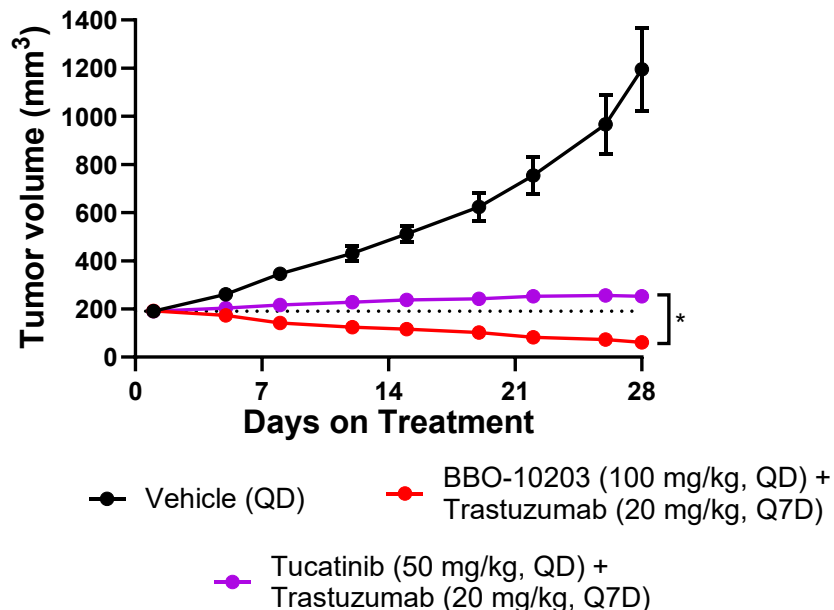 1400
1200
1000
800
600
400
200
0
Tumor volume (mm³)
*
0 7 14 21 28
Days on Treatment
Vehicle (QD)
BBO-10203 (100 mg/kg, QD) +
Trastuzumab (20 mg/kg, Q7D)
Tucatinib (50 mg/kg, QD) +
Trastuzumab (20 mg/kg, Q7D)